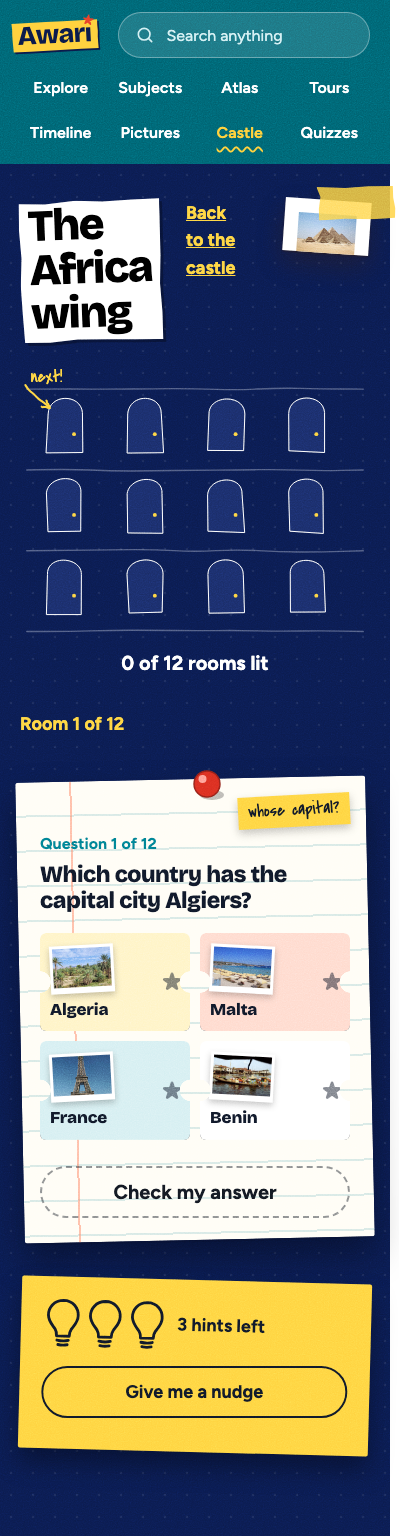 Awari
Search anything
Explore Subjects Atlas Tours
Timeline Pictures Castle Quizzes
The
Africa
wing
Back
to the
castle
next!
0 of 12 rooms lit
Room 1 of 12
whose capital?
Question 1 of 12
Which country has the
capital city Algiers?
Algeria
Malta
France
Benin
Check my answer
3 hints left
Give me a nudge